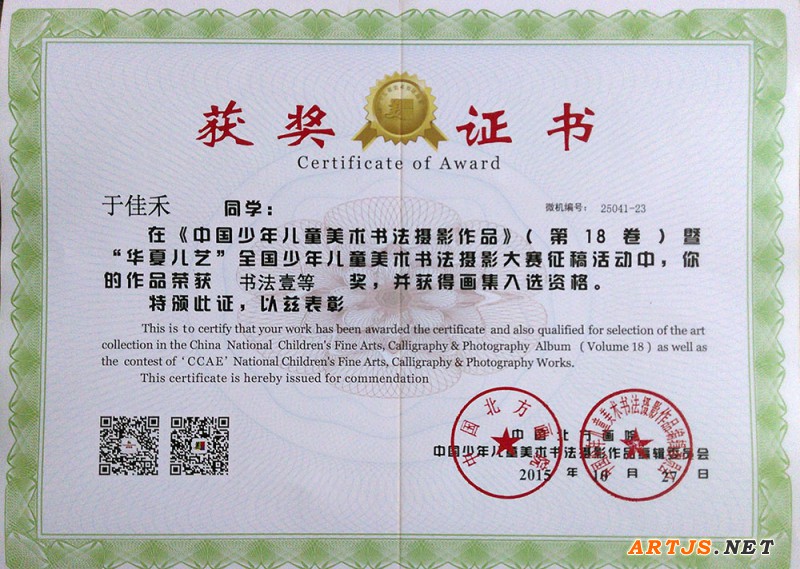 获奖证书
Certificate of Award
于佳禾 同学： 微机编号： 25041-23
在《中国少年儿童美术书法摄影作品》（第18卷）暨
“华夏儿艺”全国少年儿童美术书法摄影大赛征稿活动中，你
的作品荣获 书法壹等 奖，并获得画集入选资格。
特颁此证，以兹表彰
This is to certify that your work has been awarded the certificate and also qualified for selection of the art
collection in the China National Children's Fine Arts, Calligraphy & Photography Album (Volume 18) as well as
the contest of 'CCAE' National Children's Fine Arts, Calligraphy & Photography Works.
This certificate is hereby issued for commendation
中国北方画院
中国少年儿童美术书法摄影作品编辑委员会
2015 年 10 月 27 日
ARTJS.NET